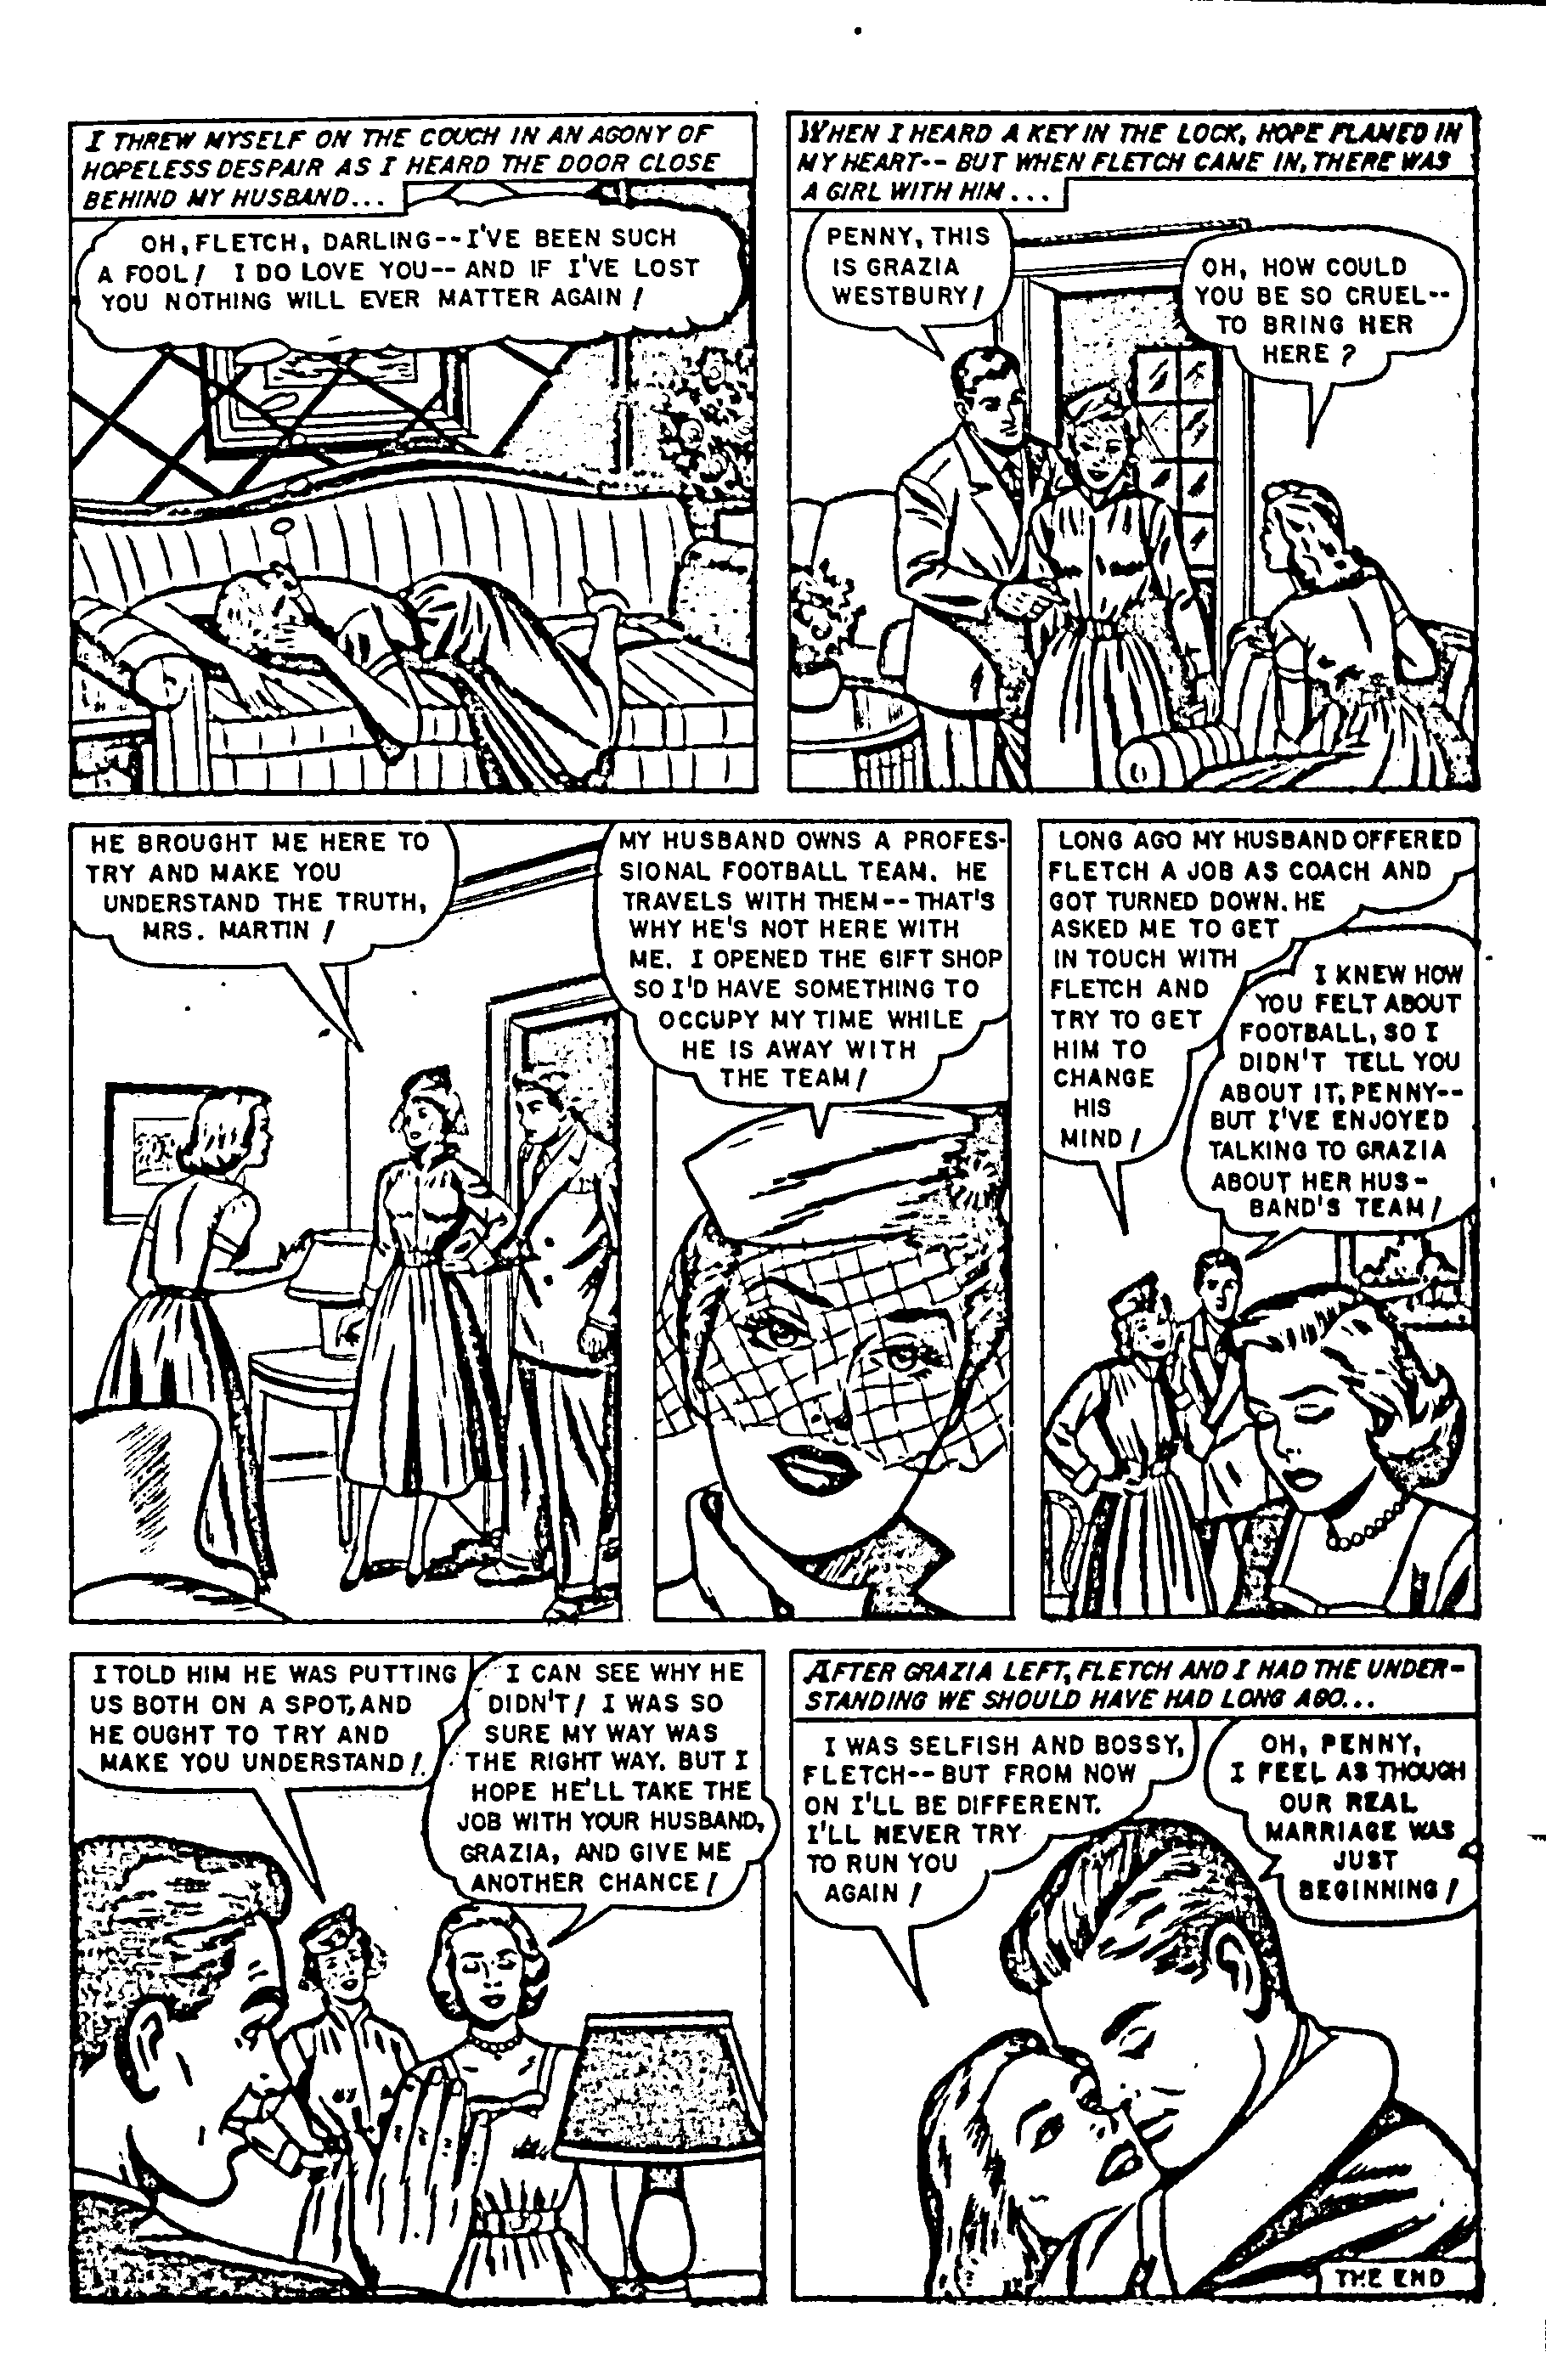 I THREW MYSELF ON THE COUCH IN AN AGONY OF
HOPELESS DESPAIR AS I HEARD THE DOOR CLOSE
BEHIND MY HUSBAND...
OH, FLETCH, DARLING--I'VE BEEN SUCH
A FOOL! I DO LOVE YOU--AND IF I'VE LOST
YOU NOTHING WILL EVER MATTER AGAIN!
WHEN I HEARD A KEY IN THE LOCK, HOPE FLAMED IN
MY HEART--BUT WHEN FLETCH CAME IN, THERE WAS
A GIRL WITH HIM...
PENNY, THIS
IS GRAZIA
WESTBURY!
OH, HOW COULD
YOU BE SO CRUEL--
TO BRING HER
HERE?
HE BROUGHT ME HERE TO
TRY AND MAKE YOU
UNDERSTAND THE TRUTH,
MRS. MARTIN!
MY HUSBAND OWNS A PROFES-
SIONAL FOOTBALL TEAM. HE
TRAVELS WITH THEM--THAT'S
WHY HE'S NOT HERE WITH
ME. I OPENED THE GIFT SHOP
SO I'D HAVE SOMETHING TO
OCCUPY MY TIME WHILE
HE IS AWAY WITH
THE TEAM!
LONG AGO MY HUSBAND OFFERED
FLETCH A JOB AS COACH AND
GOT TURNED DOWN. HE
ASKED ME TO GET
IN TOUCH WITH
FLETCH AND
TRY TO GET
HIM TO
CHANGE
HIS
MIND!
I KNEW HOW
YOU FELT ABOUT
FOOTBALL, SO I
DIDN'T TELL YOU
ABOUT IT, PENNY--
BUT I'VE ENJOYED
TALKING TO GRAZIA
ABOUT HER HUS-
BAND'S TEAM!
I TOLD HIM HE WAS PUTTING
US BOTH ON A SPOT, AND
HE OUGHT TO TRY AND
MAKE YOU UNDERSTAND!
I CAN SEE WHY HE
DIDN'T! I WAS SO
SURE MY WAY WAS
THE RIGHT WAY. BUT I
HOPE HE'LL TAKE THE
JOB WITH YOUR HUSBAND,
GRAZIA, AND GIVE ME
ANOTHER CHANCE!
AFTER GRAZIA LEFT, FLETCH AND I HAD THE UNDER-
STANDING WE SHOULD HAVE HAD LONG AGO...
I WAS SELFISH AND BOSSY,
FLETCH--BUT FROM NOW
ON I'LL BE DIFFERENT.
I'LL NEVER TRY
TO RUN YOU
AGAIN!
OH, PENNY,
I FEEL AS THOUGH
OUR REAL
MARRIAGE WAS
JUST
BEGINNING!
THE END